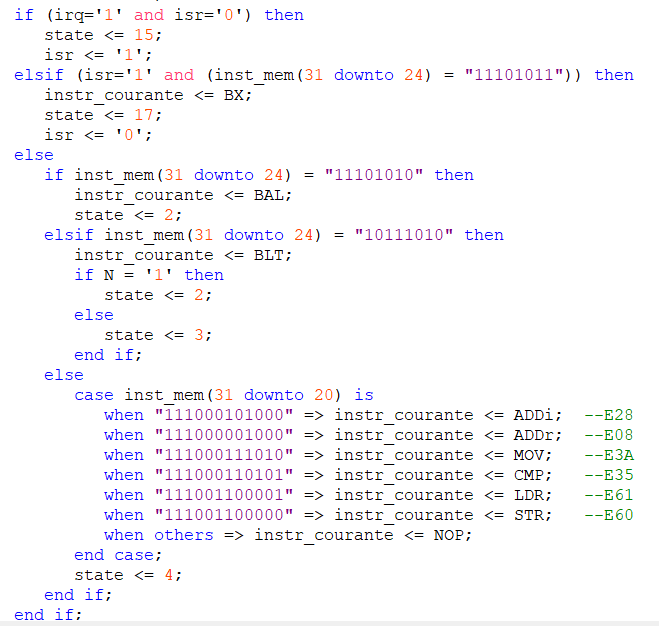 if (irq='1' and isr='0') then
    state <= 15;
    isr <= '1';
elsif (isr='1' and (inst_mem(31 downto 24) = "11101011")) then
    instr_courante <= BX;
    state <= 17;
    isr <= '0';
else
    if inst_mem(31 downto 24) = "11101010" then
        instr_courante <= BAL;
        state <= 2;
    elsif inst_mem(31 downto 24) = "10111010" then
        instr_courante <= BLT;
        if N = '1' then
            state <= 2;
        else
            state <= 3;
        end if;
    else
        case inst_mem(31 downto 20) is
            when "111000101000" => instr_courante <= ADDi;  --E28
            when "111000001000" => instr_courante <= ADDr;  --E08
            when "111000111010" => instr_courante <= MOV;   --E3A
            when "111000110101" => instr_courante <= CMP;   --E35
            when "111001100001" => instr_courante <= LDR;   --E61
            when "111001100000" => instr_courante <= STR;   --E60
            when others => instr_courante <= NOP;
        end case;
        state <= 4;
    end if;
end if;